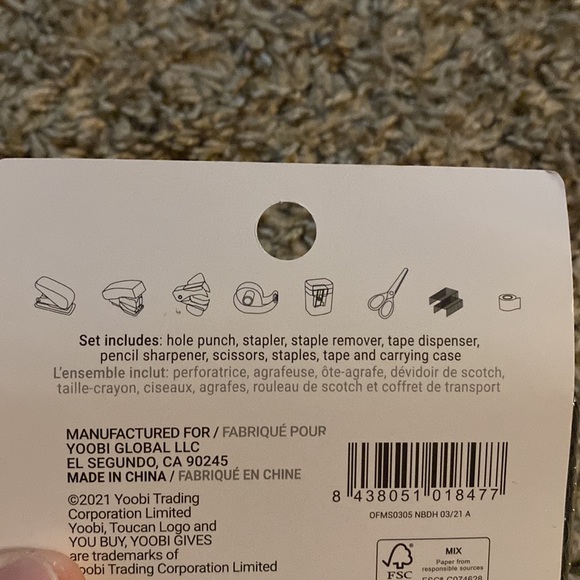 Set includes: hole punch, stapler, staple remover, tape dispenser,
pencil sharpener, scissors, staples, tape and carrying case
L'ensemble inclut: perforatrice, agrafeuse, ôte-agrafe, dévidoir de scotch,
taille-crayon, ciseaux, agrafes, rouleau de scotch et coffret de transport
MANUFACTURED FOR / FABRIQUÉ POUR
YOOBI GLOBAL LLC
EL SEGUNDO, CA 90245
MADE IN CHINA / FABRIQUÉ EN CHINE
©2021 Yoobi Trading
Corporation Limited
Yoobi, Toucan Logo and
YOU BUY, YOOBI GIVES
are trademarks of
Yoobi Trading Corporation Limited
8 438051 018477
OFMS0305 NBDH 03/21 A
FSC
MIX
Paper from
responsible sources
FSC® C074628